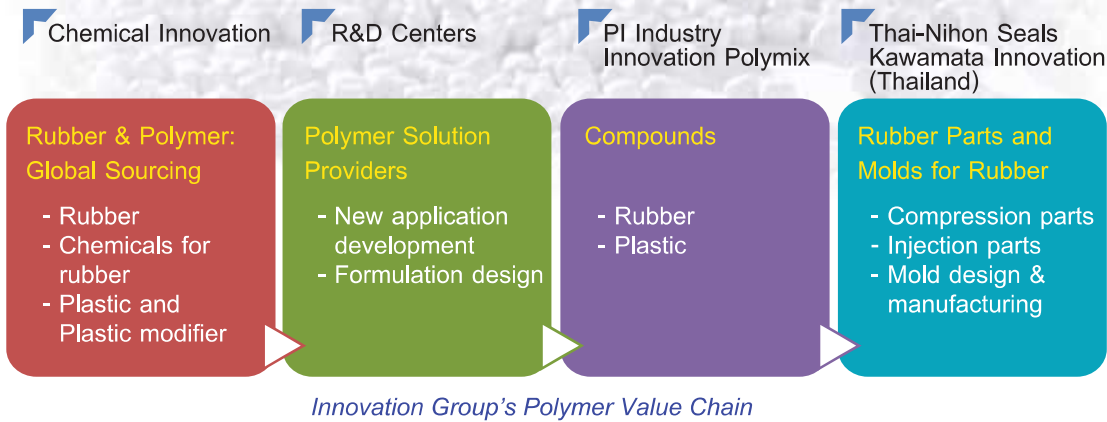 Chemical Innovation
R&D Centers
PI Industry
Innovation Polymix
Thai-Nihon Seals
Kawamata Innovation
(Thailand)
Rubber & Polymer:
Global Sourcing
- Rubber
- Chemicals for
rubber
- Plastic and
Plastic modifier
Polymer Solution
Providers
- New application
development
- Formulation design
Compounds
- Rubber
- Plastic
Rubber Parts and
Molds for Rubber
- Compression parts
- Injection parts
- Mold design &
manufacturing
Innovation Group's Polymer Value Chain